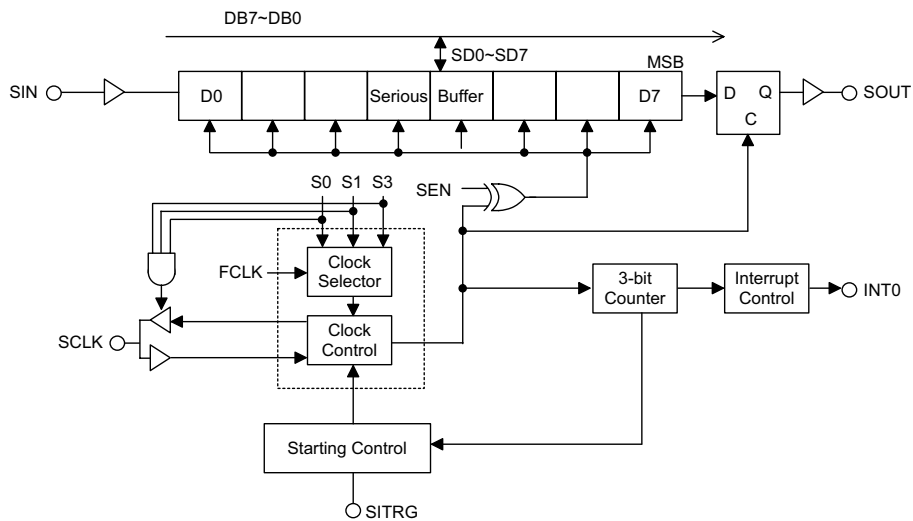 DB7~DB0
SD0~SD7
MSB
SIN
D0
Serious
Buffer
D7
D
Q
C
SOUT
S0
S1
S3
SEN
FCLK
Clock
Selector
3-bit
Counter
Interrupt
Control
INT0
SCLK
Clock
Control
Starting Control
SITRG